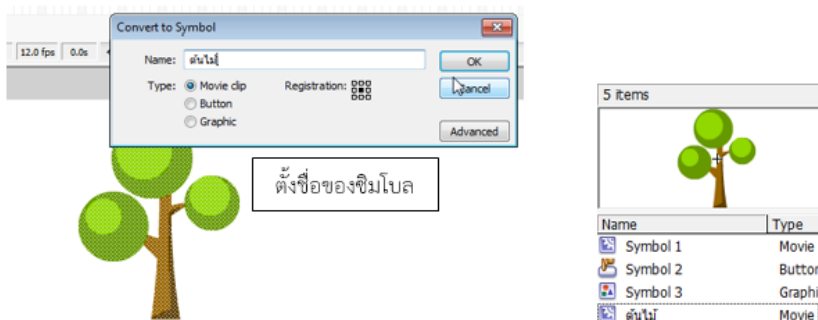 Convert to Symbol
12.0 fps 0.0s
Name: ต้นไม้
OK
Type: Movie clip Registration:
Cancel
Button
Graphic
Advanced
ตั้งชื่อของซิมโบล
5 items
Name Type
Symbol 1 Movie
Symbol 2 Button
Symbol 3 Graphi
ต้นไม้ Movie